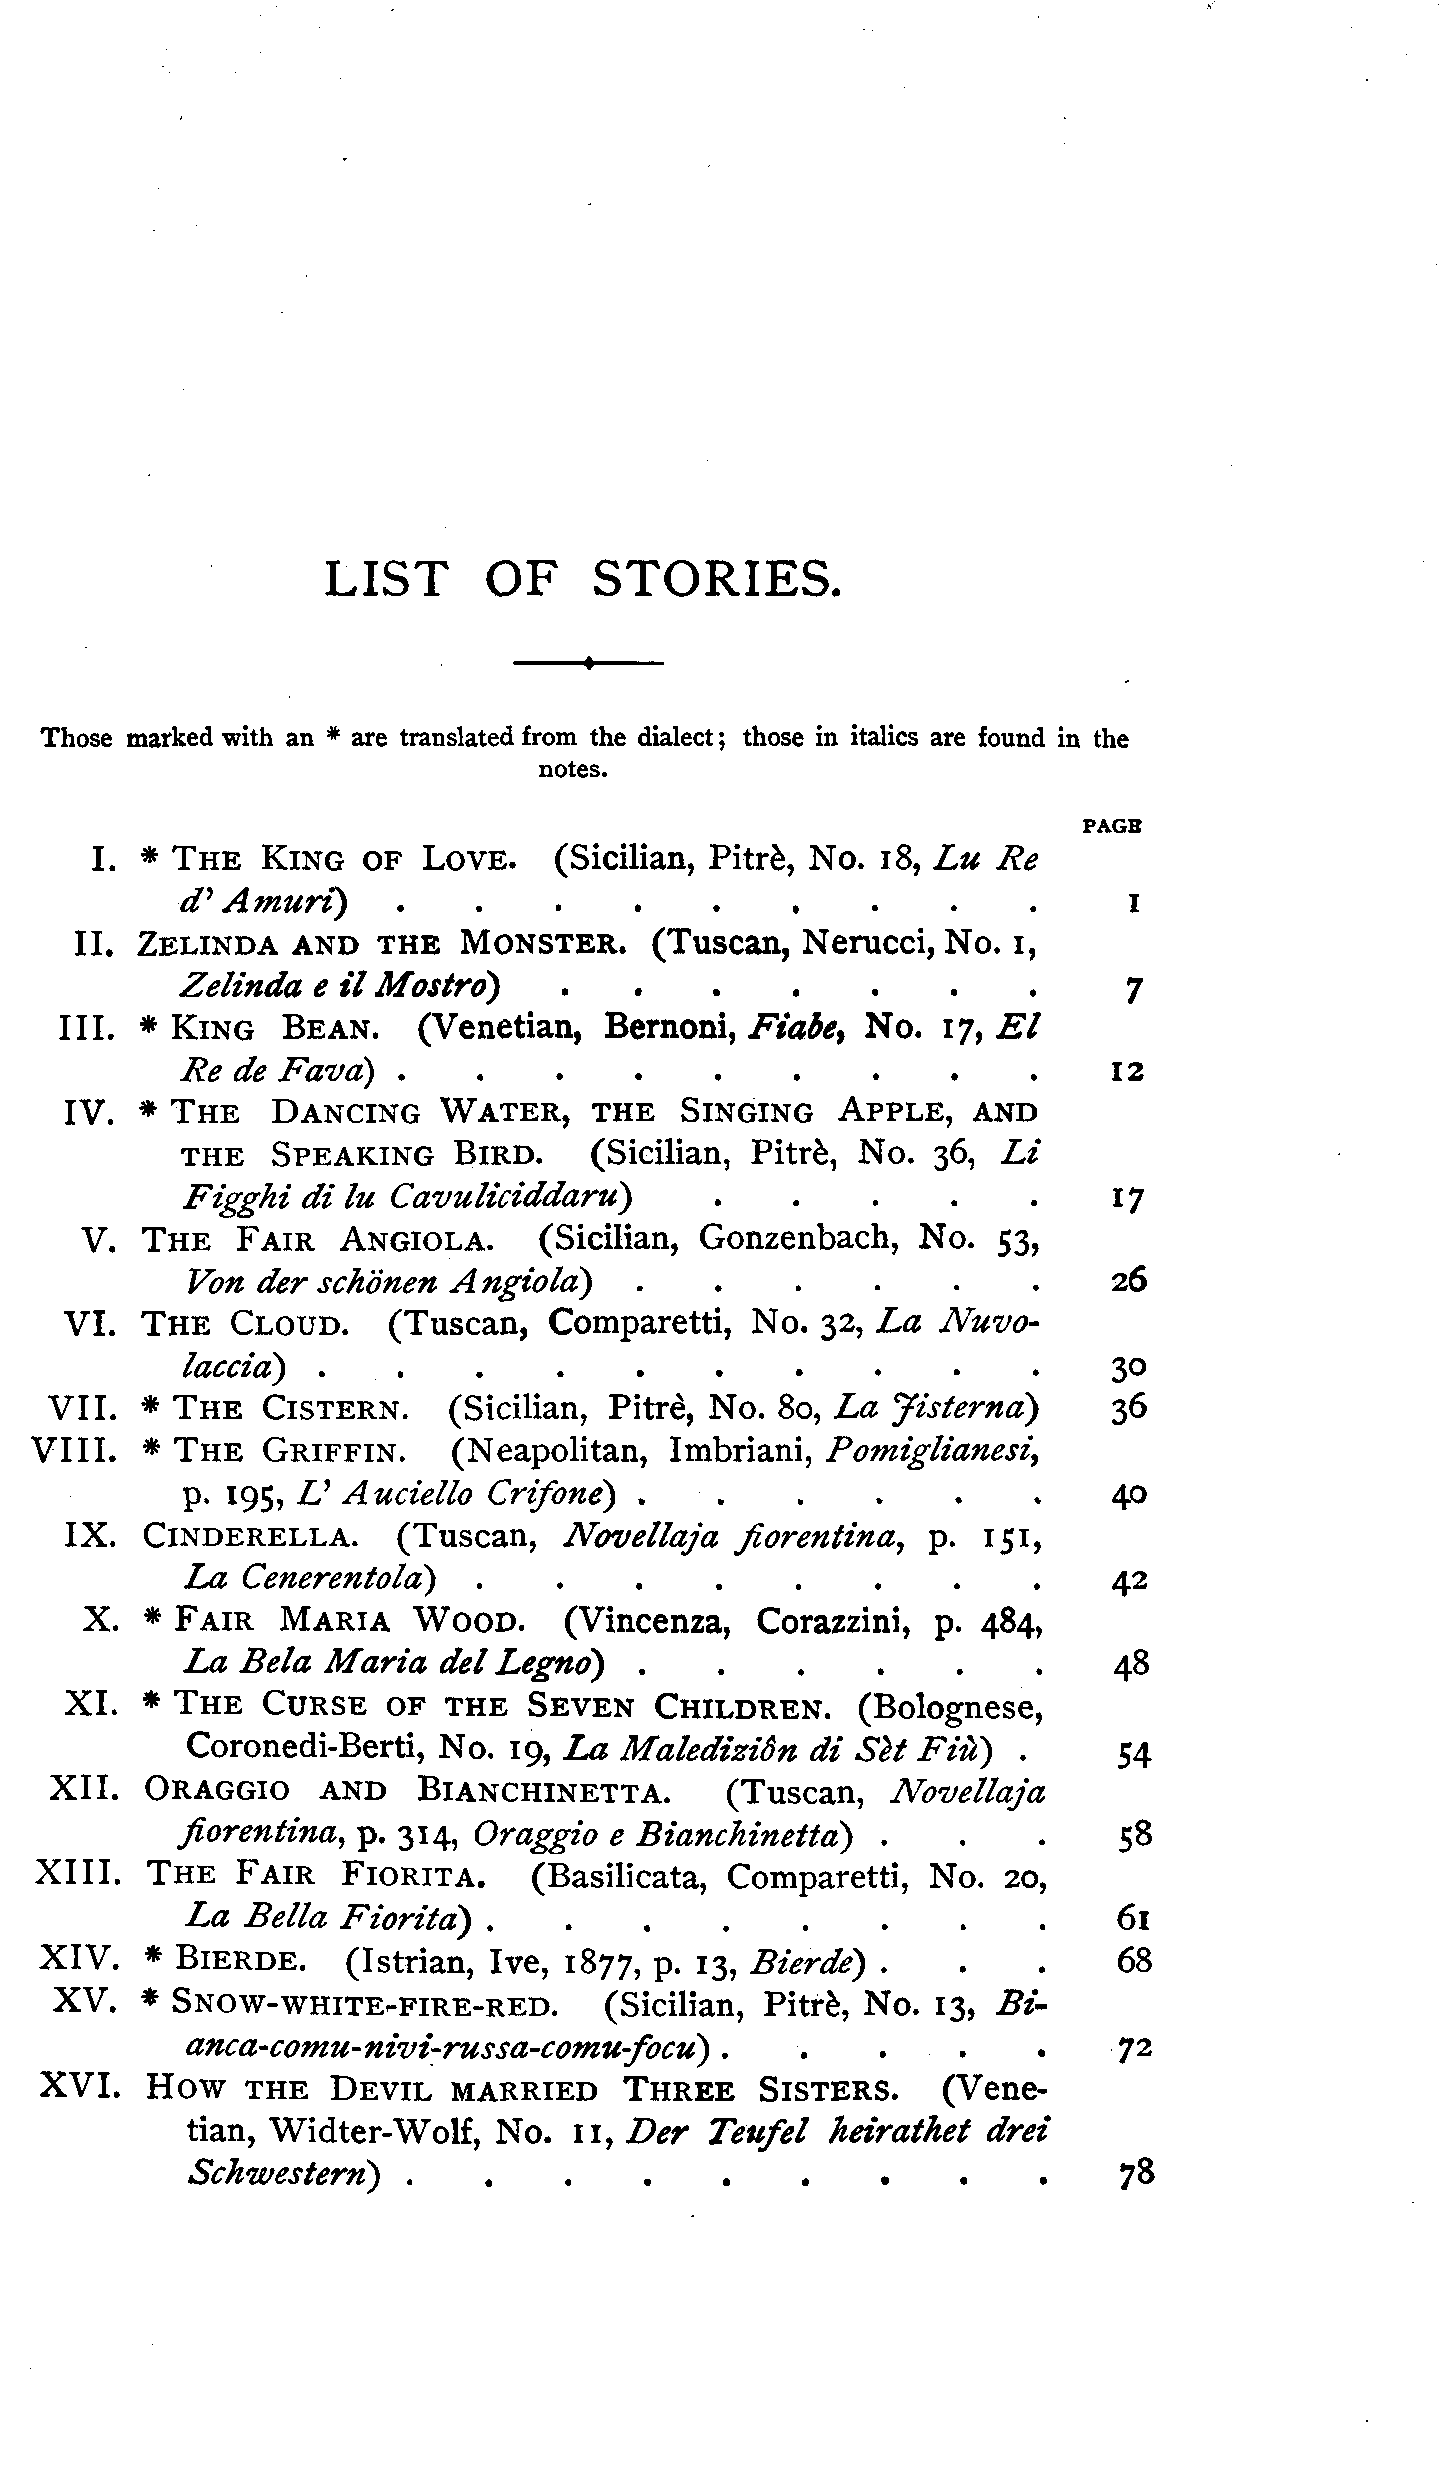 LIST OF STORIES.
Those marked with an * are translated from the dialect; those in italics are found in the
notes.
PAGE
I. * THE KING OF LOVE. (Sicilian, Pitrè, No. 18, Lu Re
d' Amuri) . . . . . . . . . 1
II. ZELINDA AND THE MONSTER. (Tuscan, Nerucci, No. 1,
Zelinda e il Mostro) . . . . . . . 7
III. * KING BEAN. (Venetian, Bernoni, Fiabe, No. 17, El
Re de Fava) . . . . . . . . . 12
IV. * THE DANCING WATER, THE SINGING APPLE, AND
THE SPEAKING BIRD. (Sicilian, Pitrè, No. 36, Li
Figghi di lu Cavuliciddaru) . . . . . 17
V. THE FAIR ANGIOLA. (Sicilian, Gonzenbach, No. 53,
Von der schönen Angiola) . . . . . . 26
VI. THE CLOUD. (Tuscan, Comparetti, No. 32, La Nuvo-
laccia) . . . . . . . . . . 30
VII. * THE CISTERN. (Sicilian, Pitrè, No. 80, La Jisterna) 36
VIII. * THE GRIFFIN. (Neapolitan, Imbriani, Pomiglianesi,
p. 195, L' Auciello Crifone) . . . . . . 40
IX. CINDERELLA. (Tuscan, Novellaja fiorentina, p. 151,
La Cenerentola) . . . . . . . . 42
X. * FAIR MARIA WOOD. (Vincenza, Corazzini, p. 484,
La Bela Maria del Legno) . . . . . . 48
XI. * THE CURSE OF THE SEVEN CHILDREN. (Bolognese,
Coronedi-Berti, No. 19, La Malediziôn di Sèt Fiù) . 54
XII. ORAGGIO AND BIANCHINETTA. (Tuscan, Novellaja
fiorentina, p. 314, Oraggio e Bianchinetta) . . . 58
XIII. THE FAIR FIORITA. (Basilicata, Comparetti, No. 20,
La Bella Fiorita) . . . . . . . . 61
XIV. * BIERDE. (Istrian, Ive, 1877, p. 13, Bierde) . . . 68
XV. * SNOW-WHITE-FIRE-RED. (Sicilian, Pitrè, No. 13, Bi-
anca-comu-nivi-russa-comu-focu) . . . . . 72
XVI. HOW THE DEVIL MARRIED THREE SISTERS. (Vene-
tian, Widter-Wolf, No. 11, Der Teufel heirathet drei
Schwestern) . . . . . . . . . 78